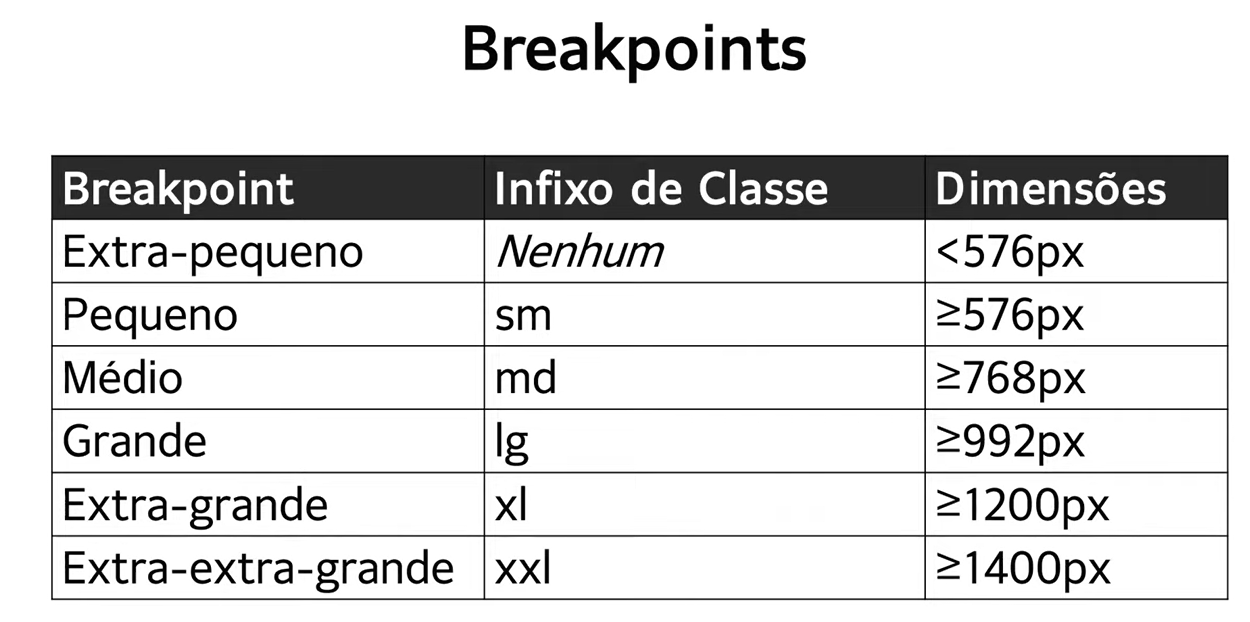 Breakpoints
Breakpoint Infixo de Classe Dimensões
Extra-pequeno Nenhum <576px
Pequeno sm ≥576px
Médio md ≥768px
Grande lg ≥992px
Extra-grande xl ≥1200px
Extra-extra-grande xxl ≥1400px